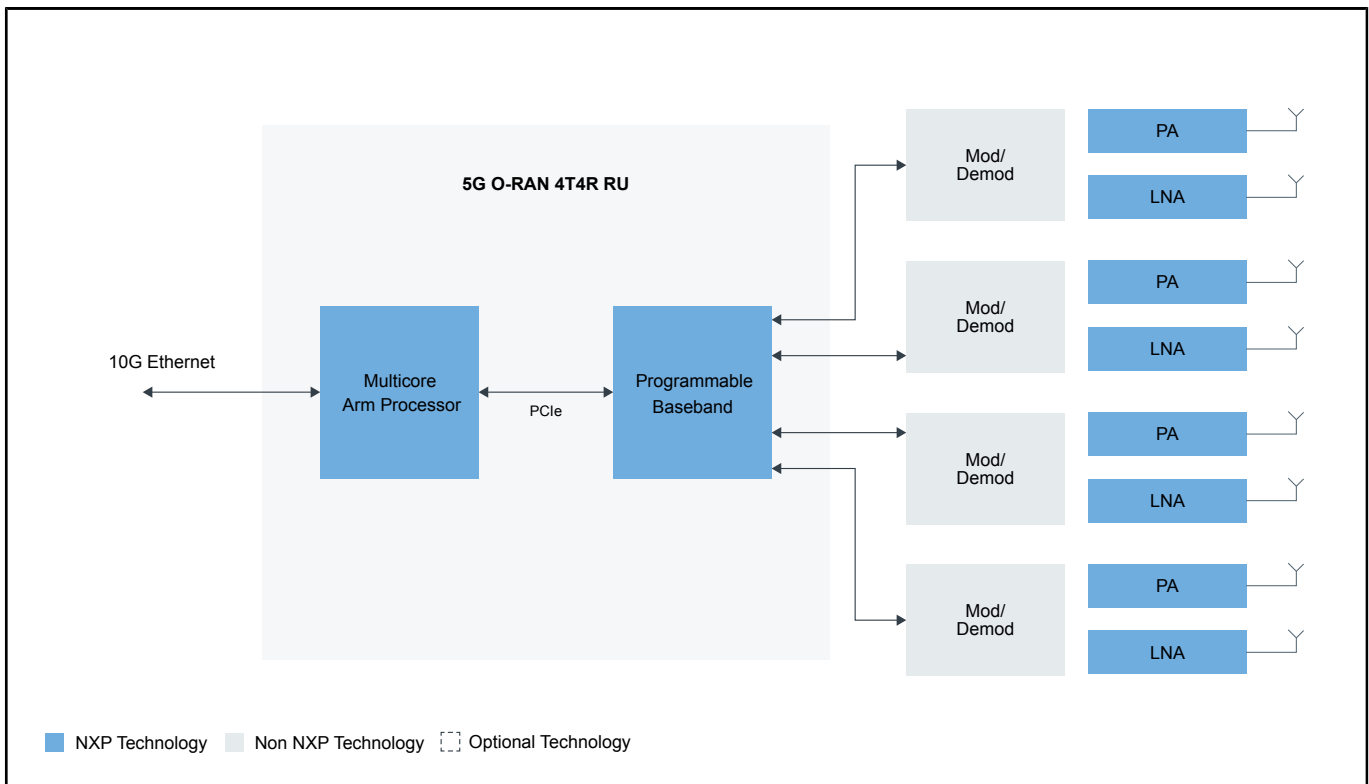 5G O-RAN 4T4R RU
10G Ethernet
Multicore
Arm Processor
PCIe
Programmable
Baseband
Mod/
Demod
PA
LNA
Mod/
Demod
PA
LNA
Mod/
Demod
PA
LNA
Mod/
Demod
PA
LNA
NXP Technology
Non NXP Technology
Optional Technology